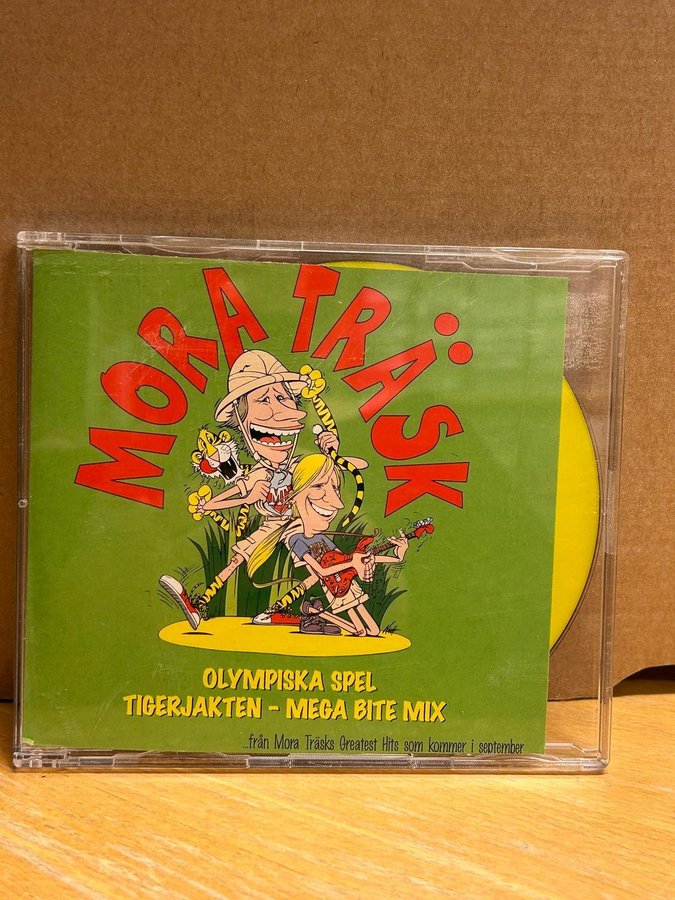 MORA TRÄSK
OLYMPISKA SPEL
TIGERJAKTEN - MEGA BITE MIX
...från Mora Träsks Greatest Hits som kommer i september